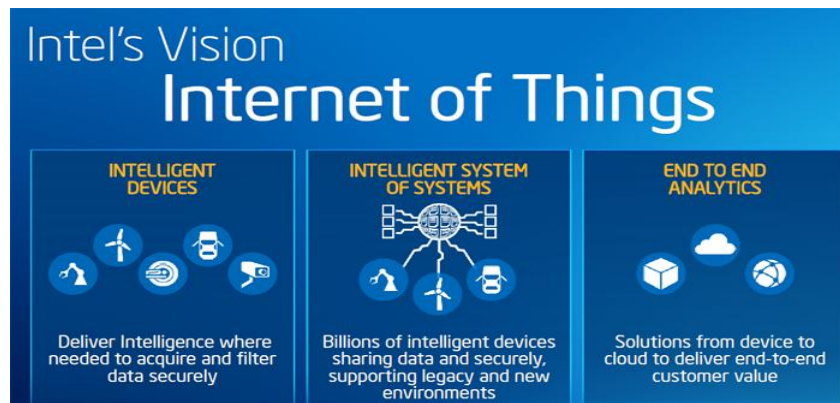 Intel's Vision
Internet of Things
INTELLIGENT
DEVICES
Deliver Intelligence where
needed to acquire and filter
data securely
INTELLIGENT SYSTEM
OF SYSTEMS
Billions of intelligent devices
sharing data and securely,
supporting legacy and new
environments
END TO END
ANALYTICS
Solutions from device to
cloud to deliver end-to-end
customer value